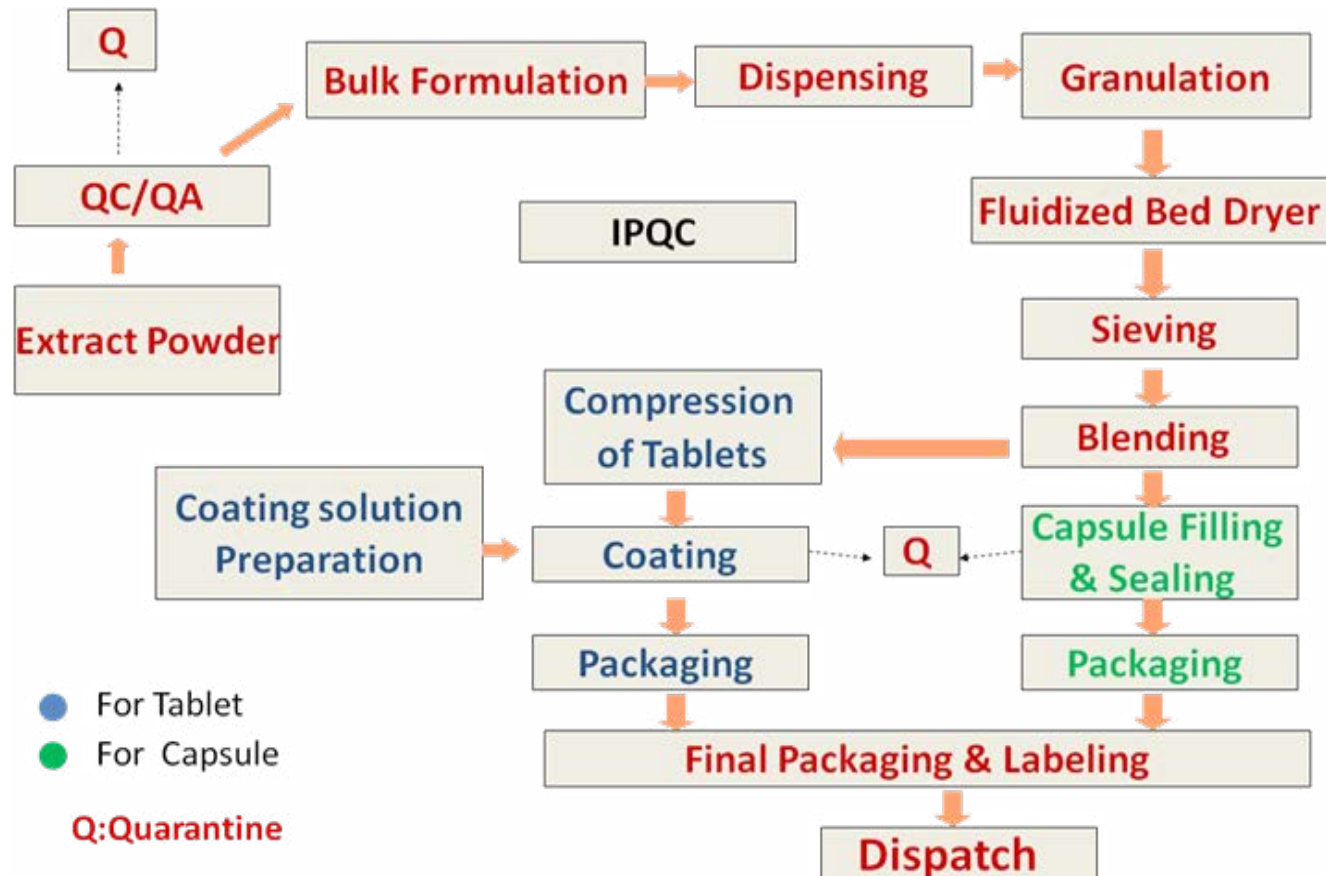 Q
Bulk Formulation
Dispensing
Granulation
QC/QA
Fluidized Bed Dryer
IPQC
Extract Powder
Sieving
Compression
of Tablets
Blending
Coating solution
Preparation
Coating
Q
Capsule Filling
& Sealing
Packaging
Packaging
For Tablet
For Capsule
Final Packaging & Labeling
Q:Quarantine
Dispatch